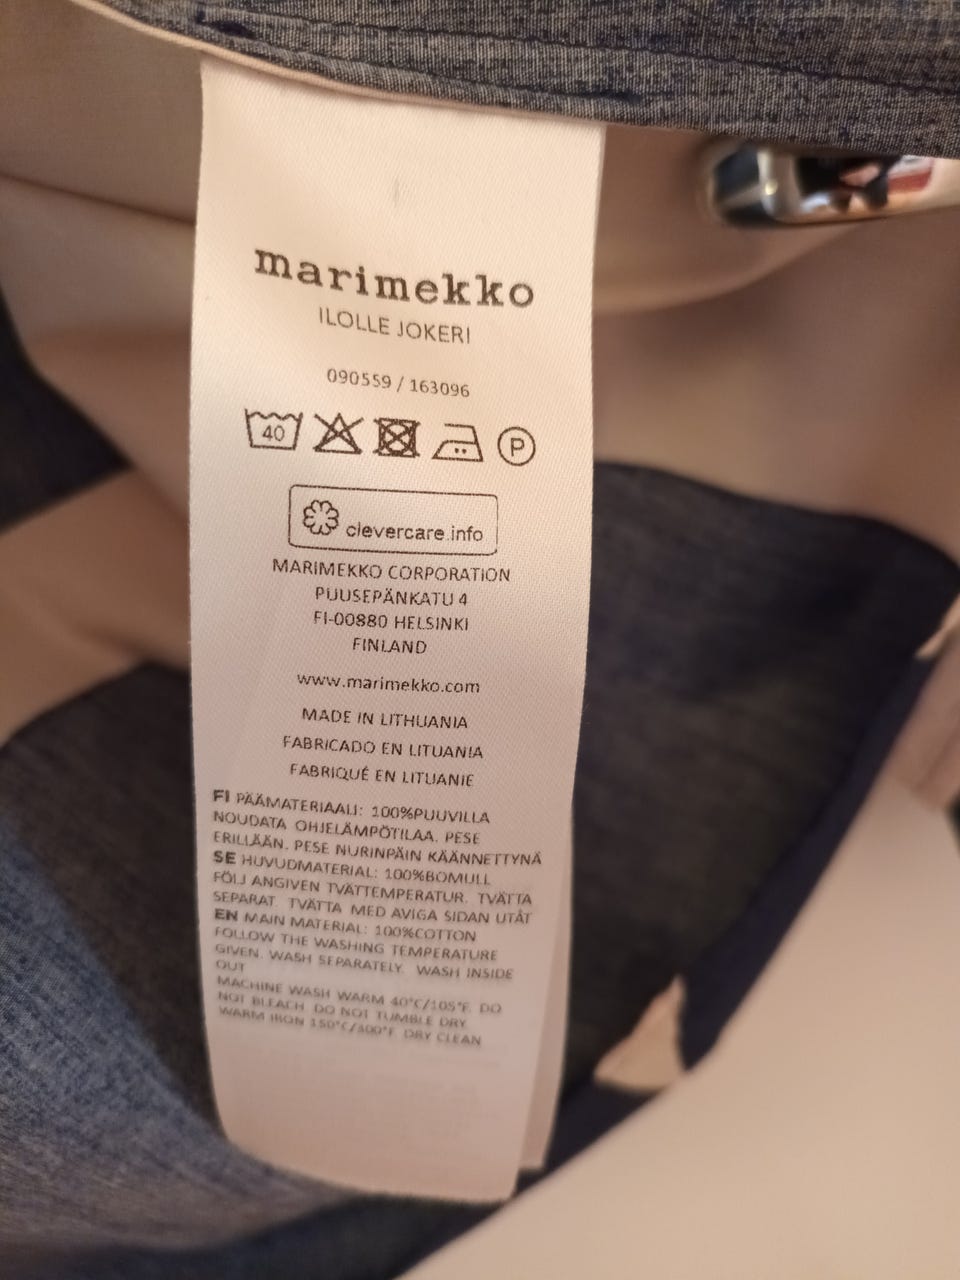 marimekko
ILOLLE JOKERI
090559 / 163096
40 P
clevercare.info
MARIMEKKO CORPORATION
PUUSEPÄNKATU 4
FI-00880 HELSINKI
FINLAND
www.marimekko.com
MADE IN LITHUANIA
FABRICADO EN LITUANIA
FABRIQUÉ EN LITUANIE
FI PÄÄMATERIAALI: 100%PUUVILLA
NOUDATA OHJELÄMPÖTILAA. PESE
ERILLÄÄN. PESE NURINPÄIN KÄÄNNETTYNÄ
SE HUVUDMATERIAL: 100%BOMULL
FÖLJ ANGIVEN TVÄTTEMPERATUR. TVÄTTA
SEPARAT. TVÄTTA MED AVIGA SIDAN UTÅT
EN MAIN MATERIAL: 100%COTTON
FOLLOW THE WASHING TEMPERATURE
GIVEN. WASH SEPARATELY. WASH INSIDE
OUT
MACHINE WASH WARM 40°C/105°F. DO
NOT BLEACH. DO NOT TUMBLE DRY.
WARM IRON 150°C/300°F. DRY CLEAN